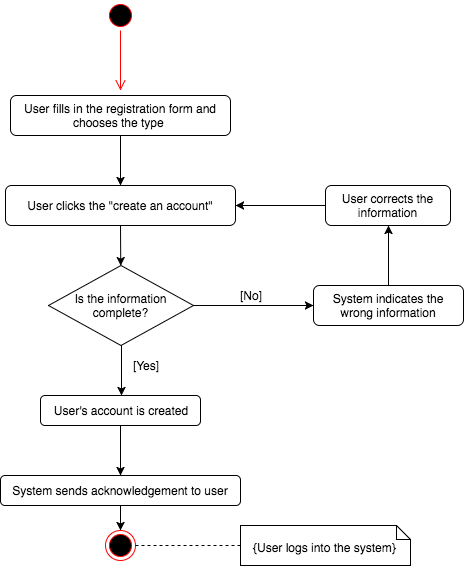 User fills in the registration form and
chooses the type
User clicks the "create an account"
User corrects the
information
Is the information
complete?
[No]
System indicates the
wrong information
[Yes]
User's account is created
System sends acknowledgement to user
{User logs into the system}